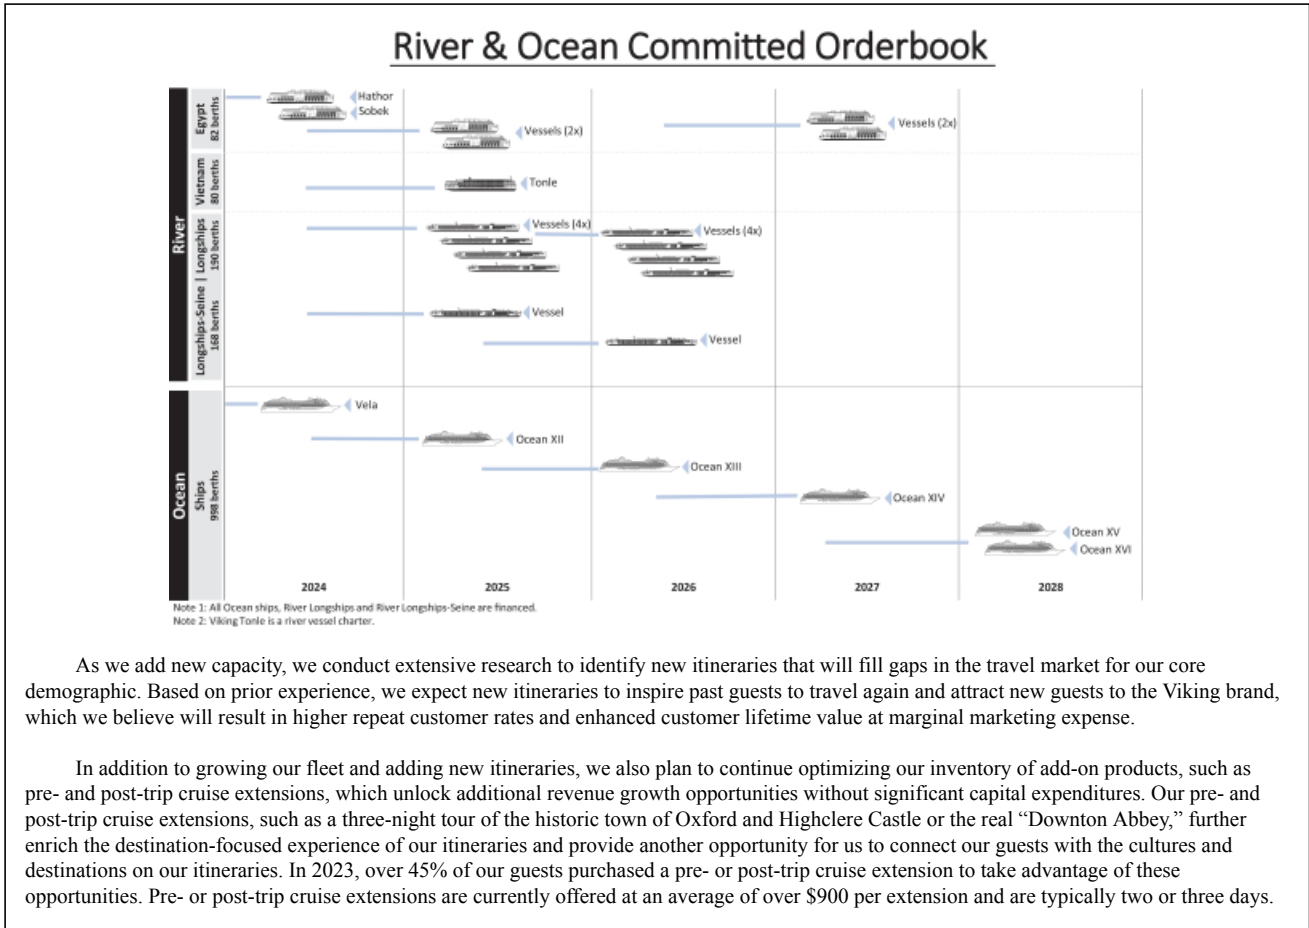 River & Ocean Committed Orderbook
River
Egypt
82 berths
Hathor
Sobek
Vessels (2x)
Vessels (2x)
Vietnam
80 berths
Tonle
Longships-Seine | Longships
190 berths
Vessels (4x)
Vessels (4x)
168 berths
Vessel
Vessel
Ocean
Ships
998 berths
Vela
Ocean XII
Ocean XIII
Ocean XIV
Ocean XV
Ocean XVI
2024 2025 2026 2027 2028
Note 1: All Ocean ships, River Longships and River Longships-Seine are financed.
Note 2: Viking Tonle is a river vessel charter.
As we add new capacity, we conduct extensive research to identify new itineraries that will fill gaps in the travel market for our core
demographic. Based on prior experience, we expect new itineraries to inspire past guests to travel again and attract new guests to the Viking brand,
which we believe will result in higher repeat customer rates and enhanced customer lifetime value at marginal marketing expense.
In addition to growing our fleet and adding new itineraries, we also plan to continue optimizing our inventory of add-on products, such as
pre- and post-trip cruise extensions, which unlock additional revenue growth opportunities without significant capital expenditures. Our pre- and
post-trip cruise extensions, such as a three-night tour of the historic town of Oxford and Highclere Castle or the real “Downton Abbey,” further
enrich the destination-focused experience of our itineraries and provide another opportunity for us to connect our guests with the cultures and
destinations on our itineraries. In 2023, over 45% of our guests purchased a pre- or post-trip cruise extension to take advantage of these
opportunities. Pre- or post-trip cruise extensions are currently offered at an average of over $900 per extension and are typically two or three days.